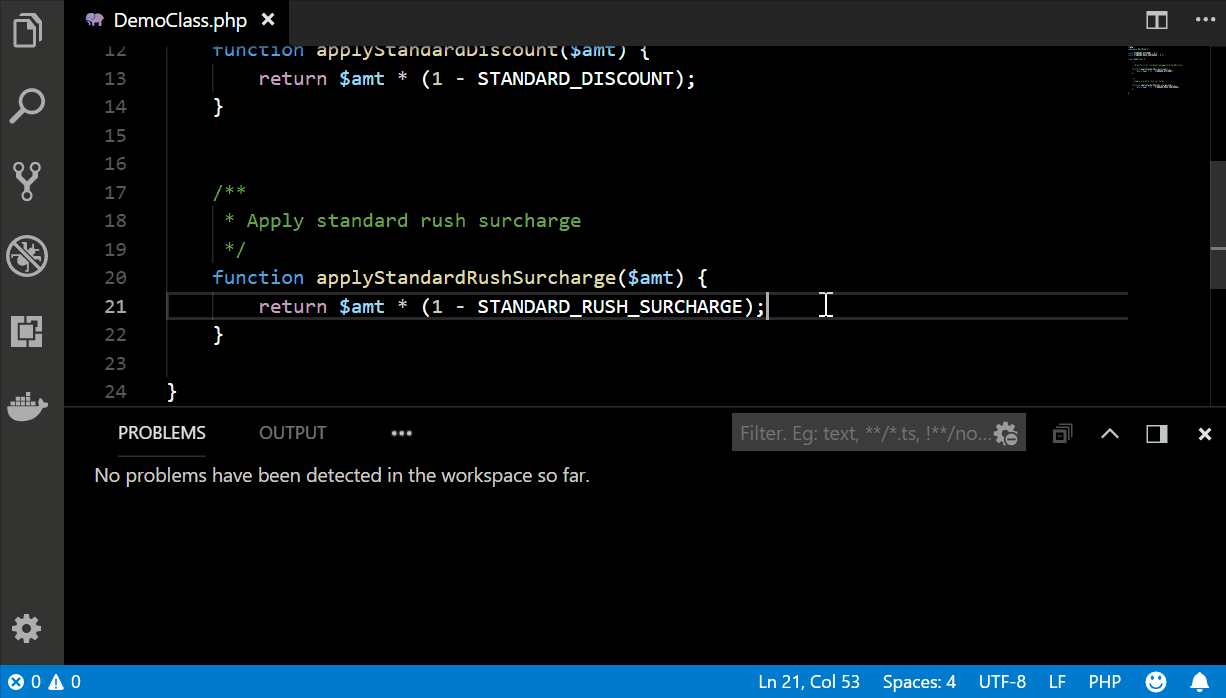 DemoClass.php
12 function applyStandardDiscount($amt) {
13 return $amt * (1 - STANDARD_DISCOUNT);
14 }
15
16
17 /**
18 * Apply standard rush surcharge
19 */
20 function applyStandardRushSurcharge($amt) {
21 return $amt * (1 - STANDARD_RUSH_SURCHARGE);
22 }
23
24 }
PROBLEMS OUTPUT Filter. Eg: text, **/*.ts, !**/no...
No problems have been detected in the workspace so far.
0 0 Ln 21, Col 53 Spaces: 4 UTF-8 LF PHP